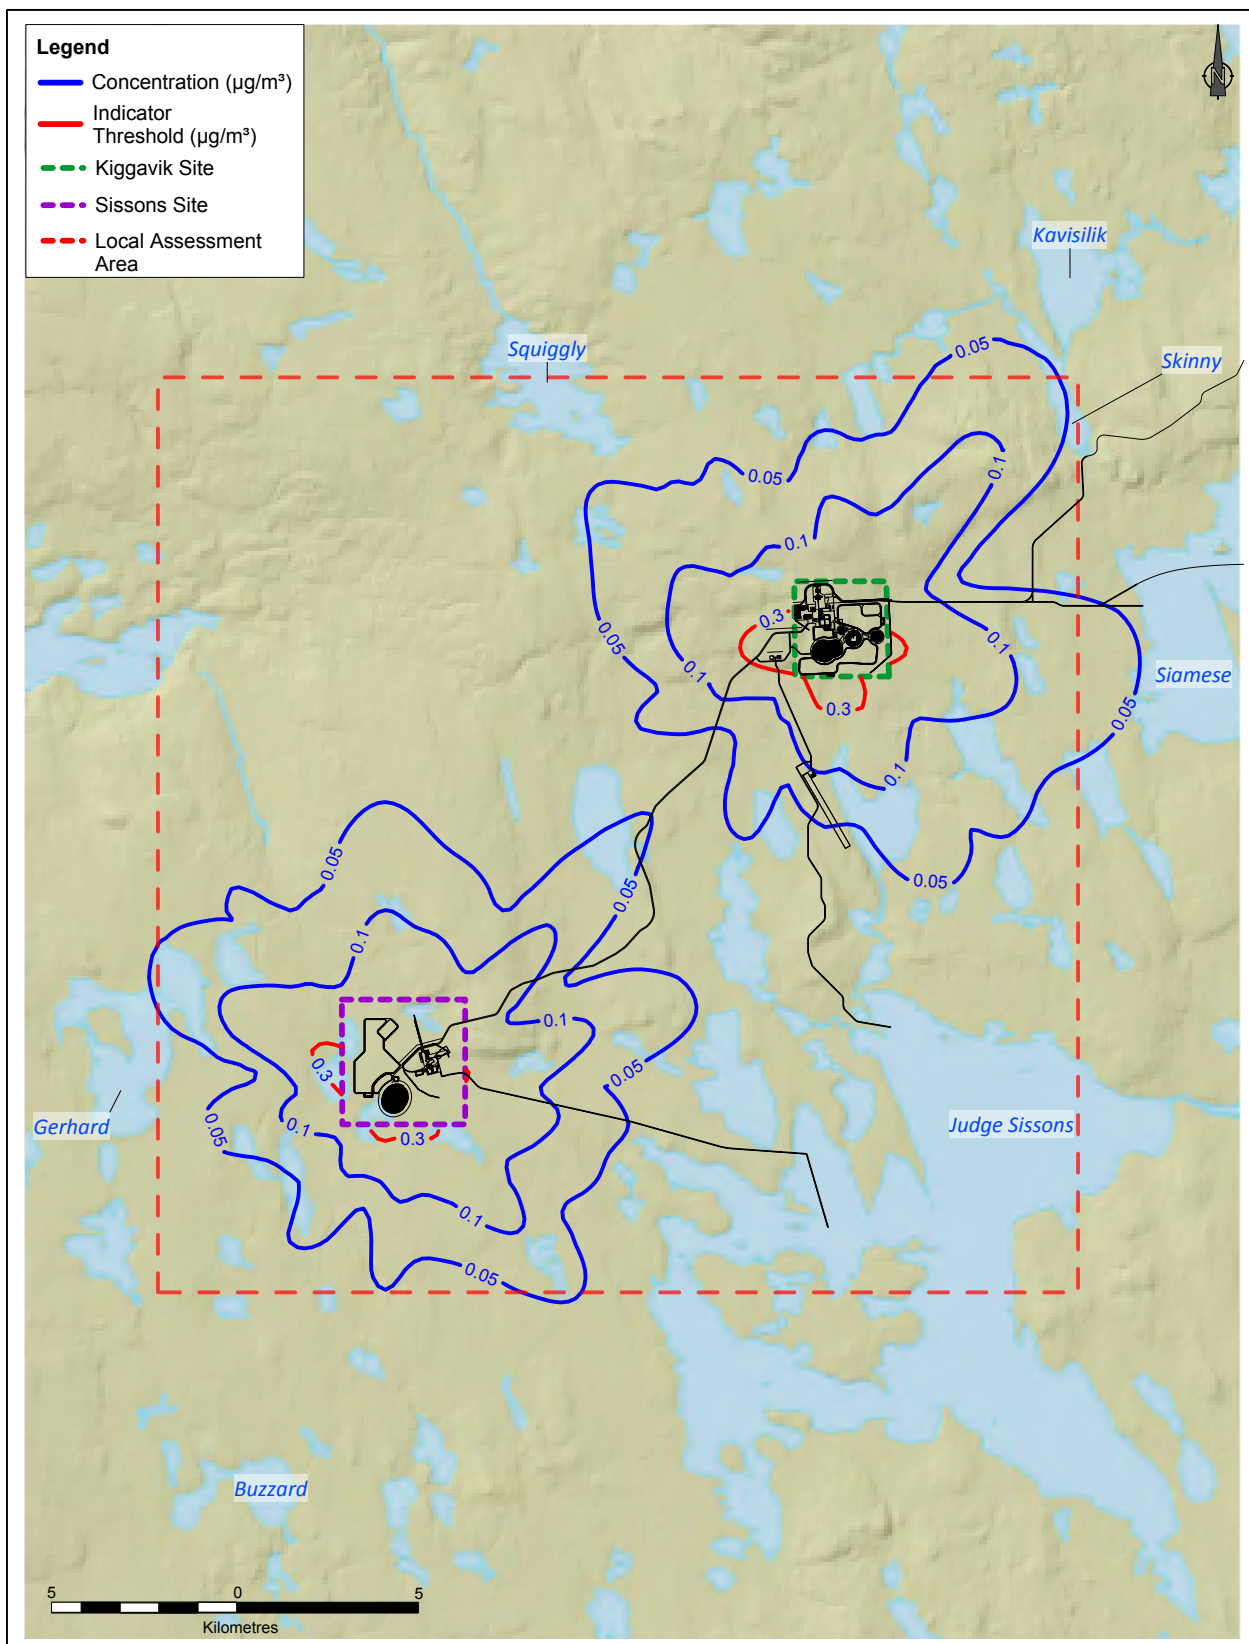 Legend
Concentration (µg/m³)
Indicator
Threshold (µg/m³)
Kiggavik Site
Sissons Site
Local Assessment
Area
N
Kavisilik
Squiggly
Skinny
0.05
0.05
0.1
0.1
0.3
0.05
0.1
0.1
Siamese
0.3
0.05
0.1
0.05
0.05
0.05
0.1
0.1
0.3
0.05
Gerhard
0.05
0.1
0.3
Judge Sissons
0.1
0.05
Buzzard
5
0
5
Kilometres